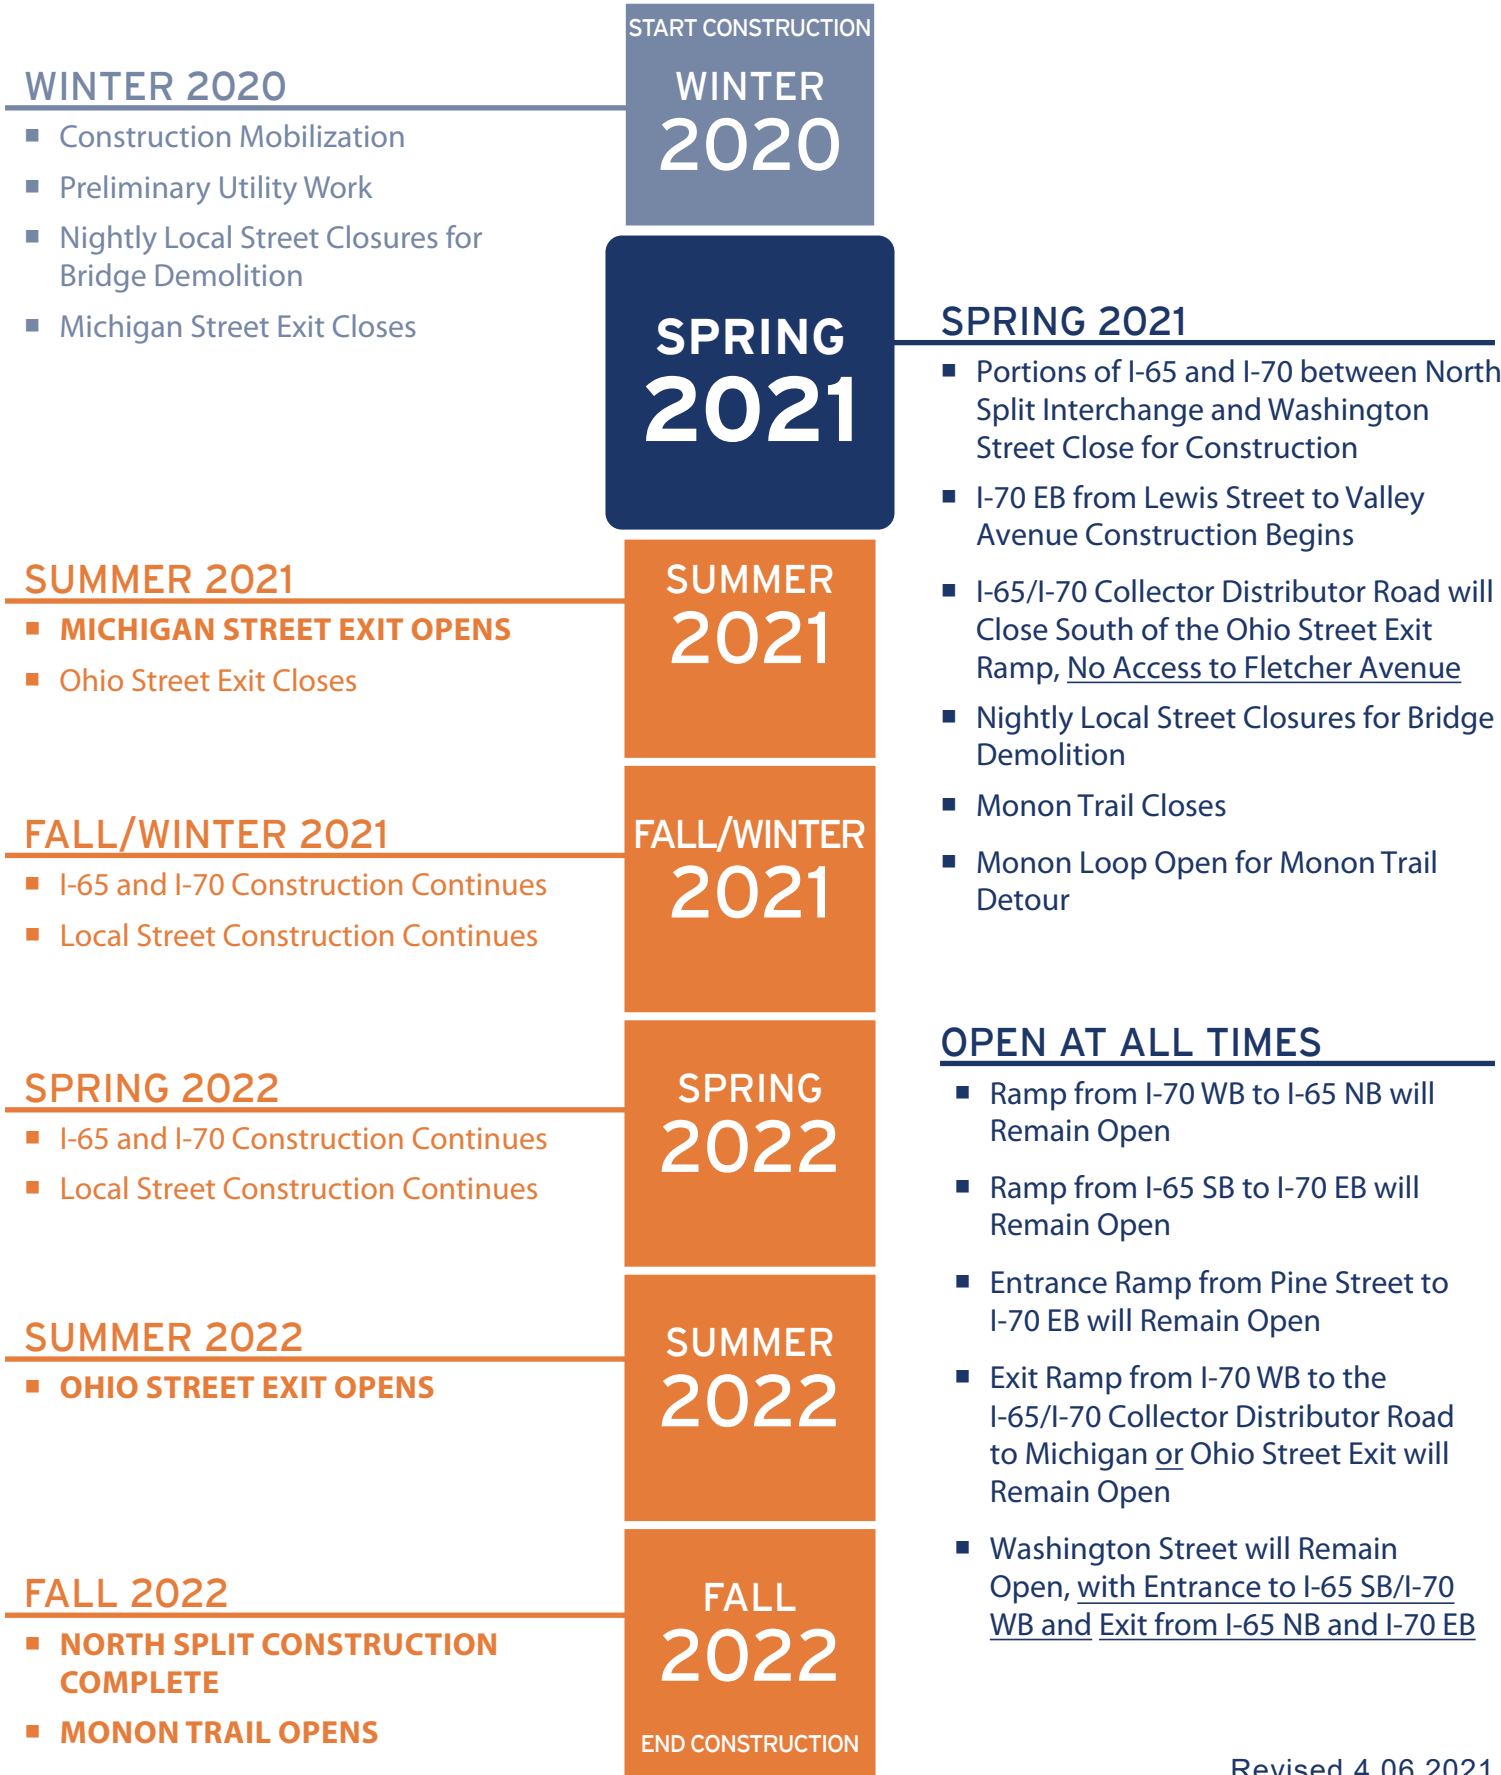 START CONSTRUCTION
WINTER
2020
WINTER 2020
Construction Mobilization
Preliminary Utility Work
Nightly Local Street Closures for
Bridge Demolition
Michigan Street Exit Closes
SPRING
2021
SPRING 2021
Portions of I-65 and I-70 between North
Split Interchange and Washington
Street Close for Construction
I-70 EB from Lewis Street to Valley
Avenue Construction Begins
I-65/I-70 Collector Distributor Road will
Close South of the Ohio Street Exit
Ramp, No Access to Fletcher Avenue
Nightly Local Street Closures for Bridge
Demolition
Monon Trail Closes
Monon Loop Open for Monon Trail
Detour
SUMMER 2021
MICHIGAN STREET EXIT OPENS
Ohio Street Exit Closes
SUMMER
2021
FALL/WINTER 2021
I-65 and I-70 Construction Continues
Local Street Construction Continues
FALL/WINTER
2021
SPRING 2022
I-65 and I-70 Construction Continues
Local Street Construction Continues
SPRING
2022
SUMMER 2022
OHIO STREET EXIT OPENS
SUMMER
2022
FALL 2022
NORTH SPLIT CONSTRUCTION
COMPLETE
MONON TRAIL OPENS
FALL
2022
END CONSTRUCTION
OPEN AT ALL TIMES
Ramp from I-70 WB to I-65 NB will
Remain Open
Ramp from I-65 SB to I-70 EB will
Remain Open
Entrance Ramp from Pine Street to
I-70 EB will Remain Open
Exit Ramp from I-70 WB to the
I-65/I-70 Collector Distributor Road
to Michigan or Ohio Street Exit will
Remain Open
Washington Street will Remain
Open, with Entrance to I-65 SB/I-70
WB and Exit from I-65 NB and I-70 EB
Revised 4.06.2021